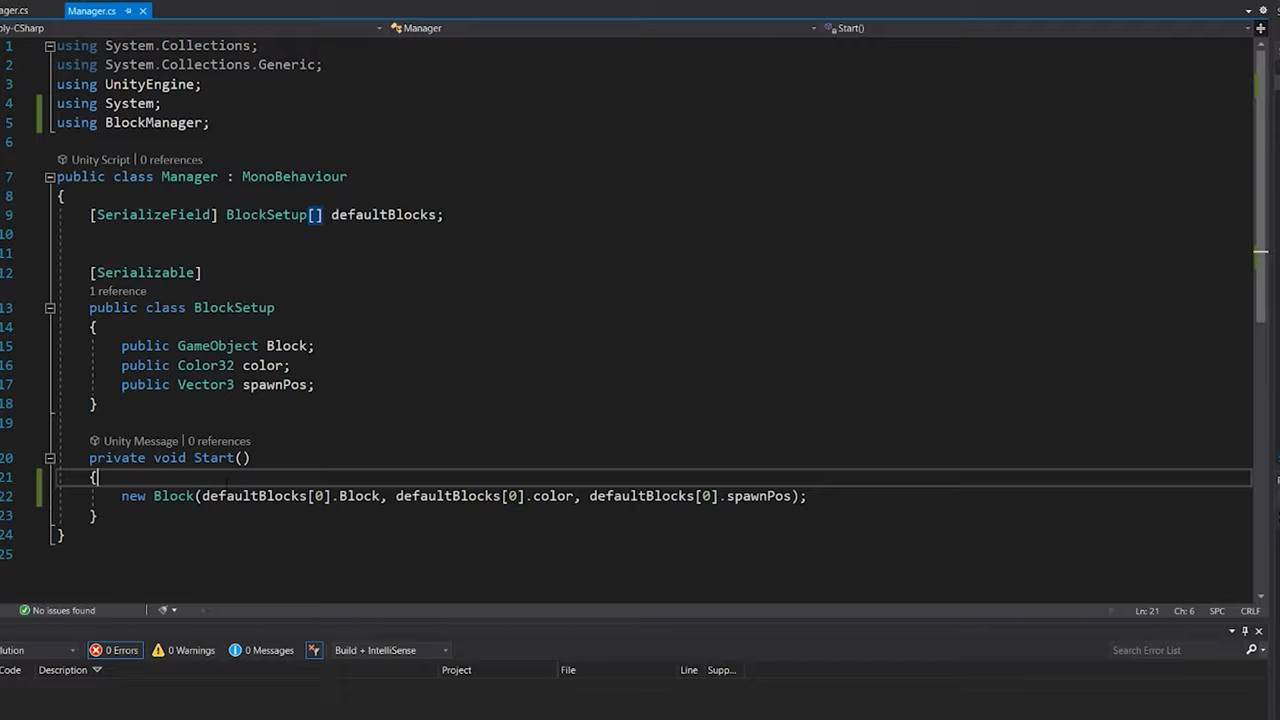 ager.cs
Manager.cs
ply-CSharp
Manager
Start()
1 using System.Collections;
2 using System.Collections.Generic;
3 using UnityEngine;
4 using System;
5 using BlockManager;
6
Unity Script | 0 references
7 public class Manager : MonoBehaviour
8 {
9 [SerializeField] BlockSetup[] defaultBlocks;
10
11
12 [Serializable]
1 reference
13 public class BlockSetup
14 {
15 public GameObject Block;
16 public Color32 color;
17 public Vector3 spawnPos;
18 }
19
Unity Message | 0 references
20 private void Start()
21 {
22 new Block(defaultBlocks[0].Block, defaultBlocks[0].color, defaultBlocks[0].spawnPos);
23 }
24 }
25
No issues found
Ln: 21 Ch: 6 SPC CRLF
olution
0 Errors
0 Warnings
0 Messages
Build + IntelliSense
Search Error List
Code Description Project File Line Supp...